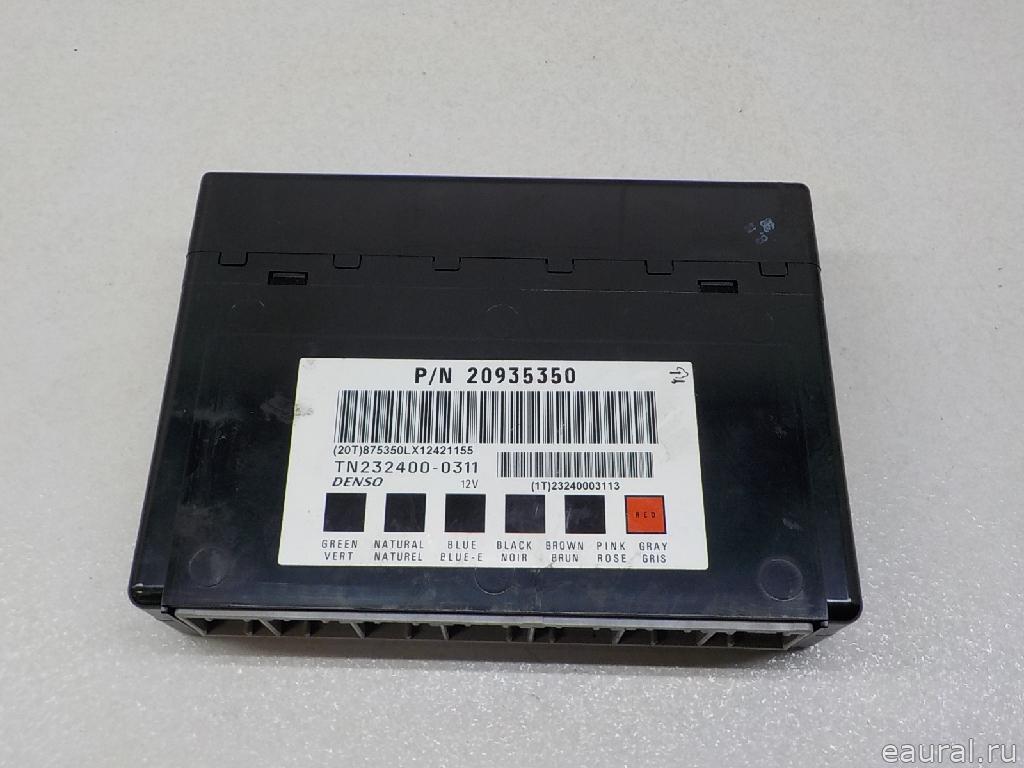 P/N 20935350
(20T)875350LX12421155
TN232400-0311
DENSO 12V
(1T)23240003113
RED
GREEN NATURAL BLUE BLACK BROWN PINK GRAY
VERT NATUREL BLUE-E NOIR BRUN ROSE GRIS
eaural.ru